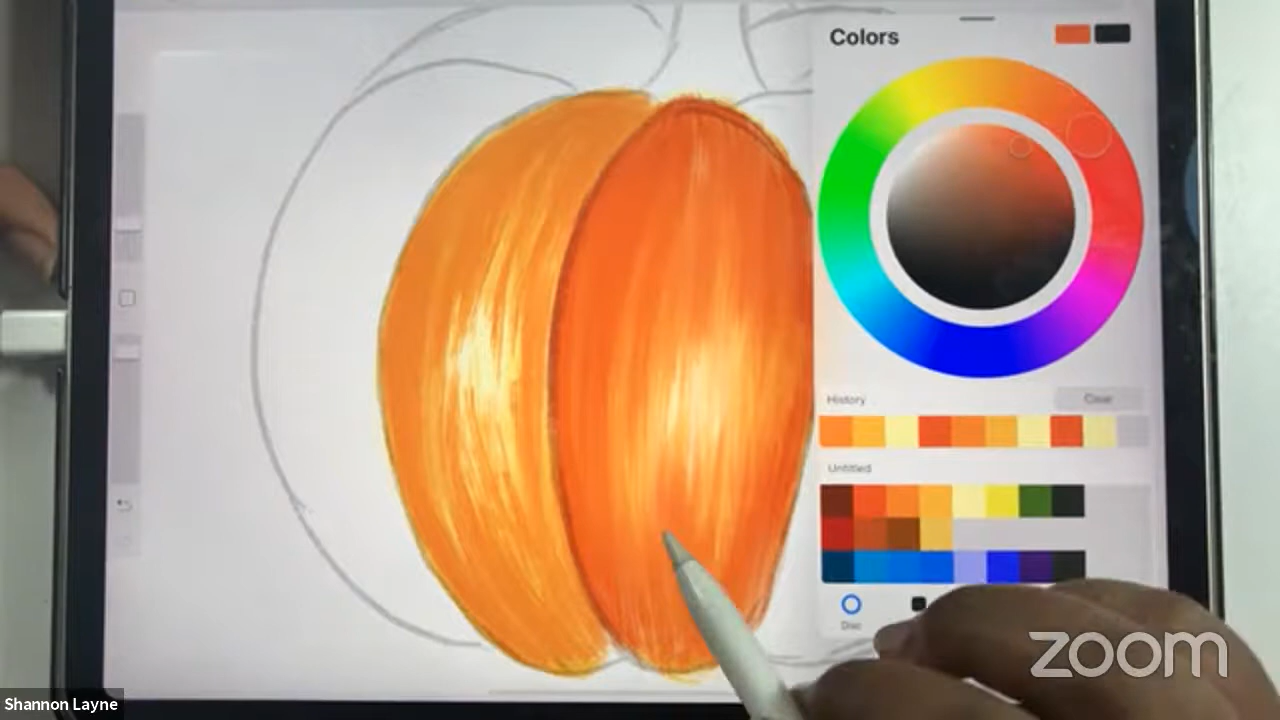 Colors
History
Clear
Untitled
Disc
zoom
Shannon Layne